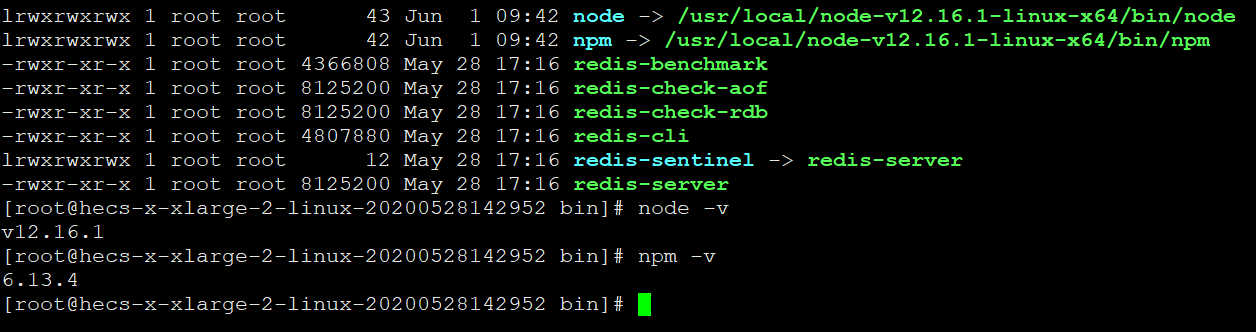 lrwxrwxrwx 1 root root      43 Jun  1 09:42 node -> /usr/local/node-v12.16.1-linux-x64/bin/node
lrwxrwxrwx 1 root root      42 Jun  1 09:42 npm -> /usr/local/node-v12.16.1-linux-x64/bin/npm
-rwxr-xr-x 1 root root 4366808 May 28 17:16 redis-benchmark
-rwxr-xr-x 1 root root 8125200 May 28 17:16 redis-check-aof
-rwxr-xr-x 1 root root 8125200 May 28 17:16 redis-check-rdb
-rwxr-xr-x 1 root root 4807880 May 28 17:16 redis-cli
lrwxrwxrwx 1 root root      12 May 28 17:16 redis-sentinel -> redis-server
-rwxr-xr-x 1 root root 8125200 May 28 17:16 redis-server
[root@hecs-x-xlarge-2-linux-20200528142952 bin]# node -v
v12.16.1
[root@hecs-x-xlarge-2-linux-20200528142952 bin]# npm -v
6.13.4
[root@hecs-x-xlarge-2-linux-20200528142952 bin]#